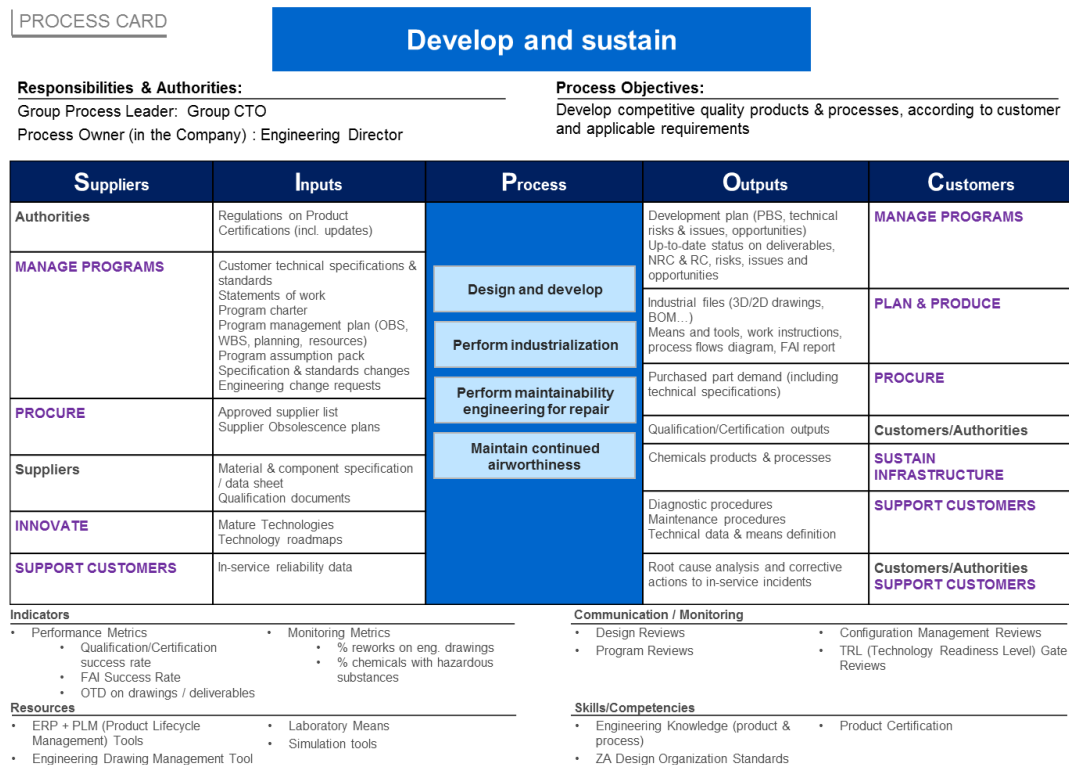 PROCESS CARD
Develop and sustain
Responsibilities & Authorities:
Group Process Leader: Group CTO
Process Owner (in the Company) : Engineering Director
Process Objectives:
Develop competitive quality products & processes, according to customer
and applicable requirements
Suppliers
Inputs
Process
Outputs
Customers
Authorities
Regulations on Product
Certifications (incl. updates)
MANAGE PROGRAMS
Customer technical specifications &
standards
Statements of work
Program charter
Program management plan (OBS,
WBS, planning, resources)
Program assumption pack
Specification & standards changes
Engineering change requests
PROCURE
Approved supplier list
Supplier Obsolescence plans
Suppliers
Material & component specification
/ data sheet
Qualification documents
INNOVATE
Mature Technologies
Technology roadmaps
SUPPORT CUSTOMERS
In-service reliability data
Design and develop
Perform industrialization
Perform maintainability
engineering for repair
Maintain continued
airworthiness
Development plan (PBS, technical
risks & issues, opportunities)
Up-to-date status on deliverables,
NRC & RC, risks, issues and
opportunities
MANAGE PROGRAMS
Industrial files (3D/2D drawings,
BOM…)
Means and tools, work instructions,
process flows diagram, FAI report
PLAN & PRODUCE
Purchased part demand (including
technical specifications)
PROCURE
Qualification/Certification outputs
Customers/Authorities
Chemicals products & processes
SUSTAIN
INFRASTRUCTURE
Diagnostic procedures
Maintenance procedures
Technical data & means definition
SUPPORT CUSTOMERS
Root cause analysis and corrective
actions to in-service incidents
Customers/Authorities
SUPPORT CUSTOMERS
Indicators
• Performance Metrics
• Qualification/Certification
success rate
• FAI Success Rate
• OTD on drawings / deliverables
• Monitoring Metrics
• % reworks on eng. drawings
• % chemicals with hazardous
substances
Communication / Monitoring
• Design Reviews
• Program Reviews
• Configuration Management Reviews
• TRL (Technology Readiness Level) Gate
Reviews
Resources
• ERP + PLM (Product Lifecycle
Management) Tools
• Engineering Drawing Management Tool
• Laboratory Means
• Simulation tools
Skills/Competencies
• Engineering Knowledge (product &
process)
• ZA Design Organization Standards
• Product Certification